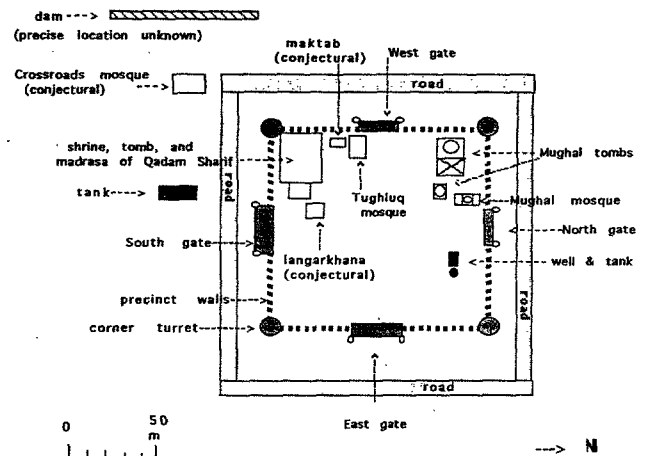 dam
(precise location unknown)
maktab
(conjectural)
West gate
Crossroads mosque
(conjectural)
road
shrine, tomb, and
madrasa of Qadam Sharif
Mughal tombs
tank
road
Tughluq
mosque
Mughal mosque
South gate
North gate
langarkhana
(conjectural)
well & tank
precinct walls
road
corner turret
road
East gate
0 50
m
N